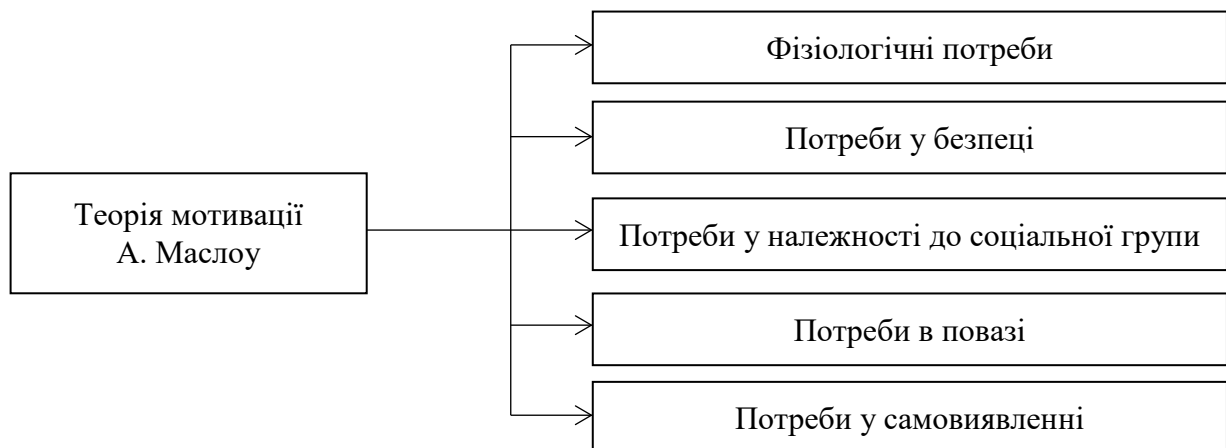 Фізіологічні потреби
Потреби у безпеці
Теорія мотивації
А. Маслоу
Потреби у належності до соціальної групи
Потреби в повазі
Потреби у самовиявленні